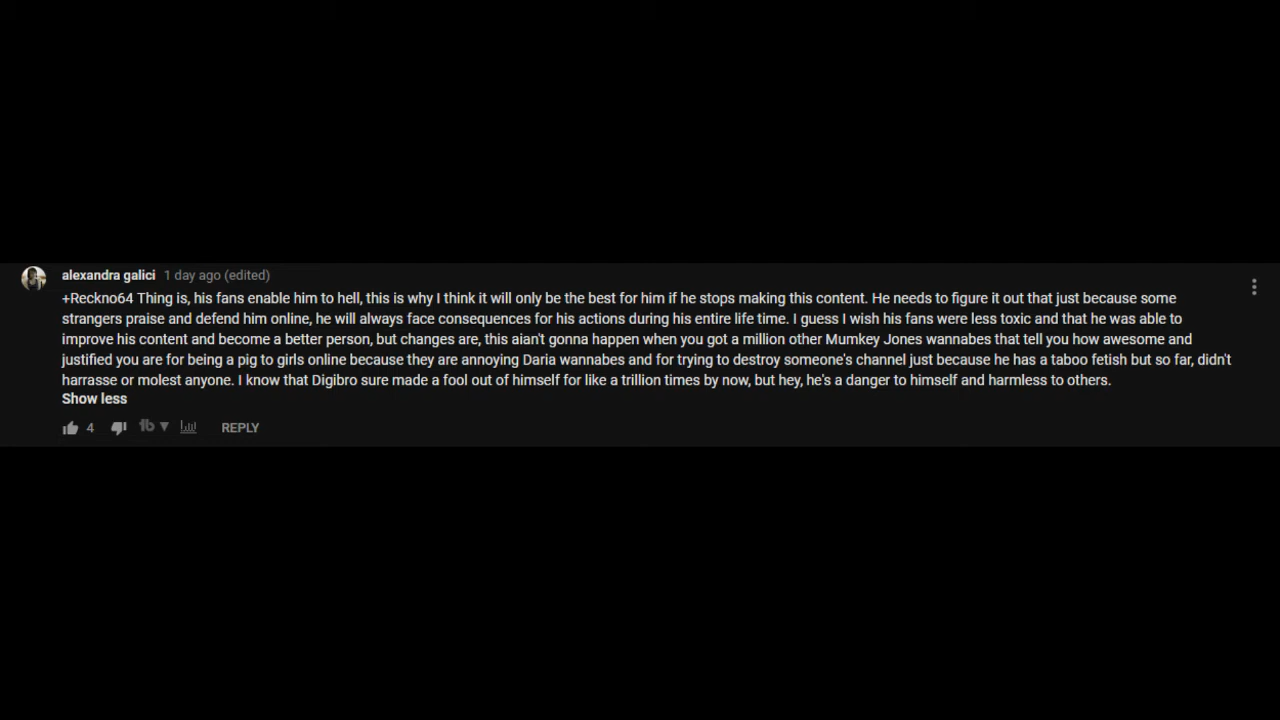 alexandra galici 1 day ago (edited)
+Reckno64 Thing is, his fans enable him to hell, this is why I think it will only be the best for him if he stops making this content. He needs to figure it out that just because some
strangers praise and defend him online, he will always face consequences for his actions during his entire life time. I guess I wish his fans were less toxic and that he was able to
improve his content and become a better person, but changes are, this aian't gonna happen when you got a million other Mumkey Jones wannabes that tell you how awesome and
justified you are for being a pig to girls online because they are annoying Daria wannabes and for trying to destroy someone's channel just because he has a taboo fetish but so far, didn't
harrasse or molest anyone. I know that Digibro sure made a fool out of himself for like a trillion times by now, but hey, he's a danger to himself and harmless to others.
Show less
4 tb REPLY